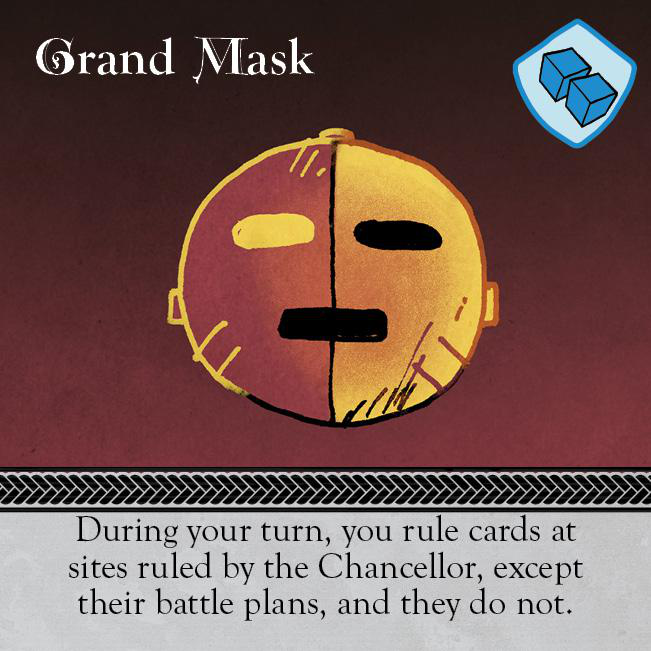 Grand Mask
During your turn, you rule cards at
sites ruled by the Chancellor, except
their battle plans, and they do not.